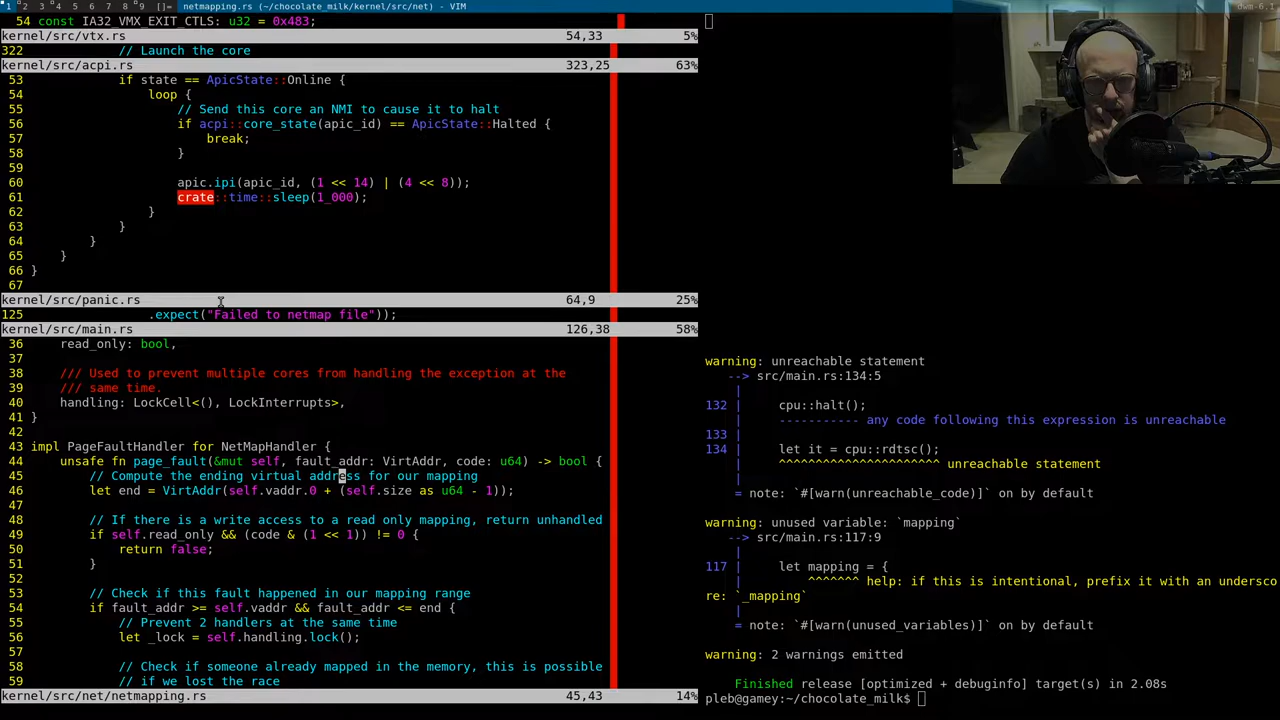 1 2 3 4 5 6 7 8 9 []= netmapping.rs (~/chocolate_milk/kernel/src/net) - VIM dwm-6.1
54 const IA32_VMX_EXIT_CTLS: u32 = 0x483;
kernel/src/vtx.rs 54,33 5%
322 // Launch the core
kernel/src/acpi.rs 323,25 63%
53 if state == ApicState::Online {
54 loop {
55 // Send this core an NMI to cause it to halt
56 if acpi::core_state(apic_id) == ApicState::Halted {
57 break;
58 }
59
60 apic.ipi(apic_id, (1 << 14) | (4 << 8));
61 crate::time::sleep(1_000);
62 }
63 }
64 }
65 }
66 }
67
kernel/src/panic.rs 64,9 25%
125 .expect("Failed to netmap file"));
kernel/src/main.rs 126,38 58%
36 read_only: bool,
37
38 /// Used to prevent multiple cores from handling the exception at the
39 /// same time.
40 handling: LockCell<(), LockInterrupts>,
41 }
42
43 impl PageFaultHandler for NetMapHandler {
44 unsafe fn page_fault(&mut self, fault_addr: VirtAddr, code: u64) -> bool {
45 // Compute the ending virtual address for our mapping
46 let end = VirtAddr(self.vaddr.0 + (self.size as u64 - 1));
47
48 // If there is a write access to a read only mapping, return unhandled
49 if self.read_only && (code & (1 << 1)) != 0 {
50 return false;
51 }
52
53 // Check if this fault happened in our mapping range
54 if fault_addr >= self.vaddr && fault_addr <= end {
55 // Prevent 2 handlers at the same time
56 let _lock = self.handling.lock();
57
58 // Check if someone already mapped in the memory, this is possible
59 // if we lost the race
kernel/src/net/netmapping.rs 45,43 14%
warning: unreachable statement
--> src/main.rs:134:5
|
132 | cpu::halt();
| ----------- any code following this expression is unreachable
133 |
134 | let it = cpu::rdtsc();
| ^^^^^^^^^^^^^^^^^^^^^^ unreachable statement
|
= note: `#[warn(unreachable_code)]` on by default
warning: unused variable: `mapping`
--> src/main.rs:117:9
|
117 | let mapping = {
| ^^^^^^^ help: if this is intentional, prefix it with an undersco
re: `_mapping`
|
= note: `#[warn(unused_variables)]` on by default
warning: 2 warnings emitted
Finished release [optimized + debuginfo] target(s) in 2.08s
pleb@gamey:~/chocolate_milk$